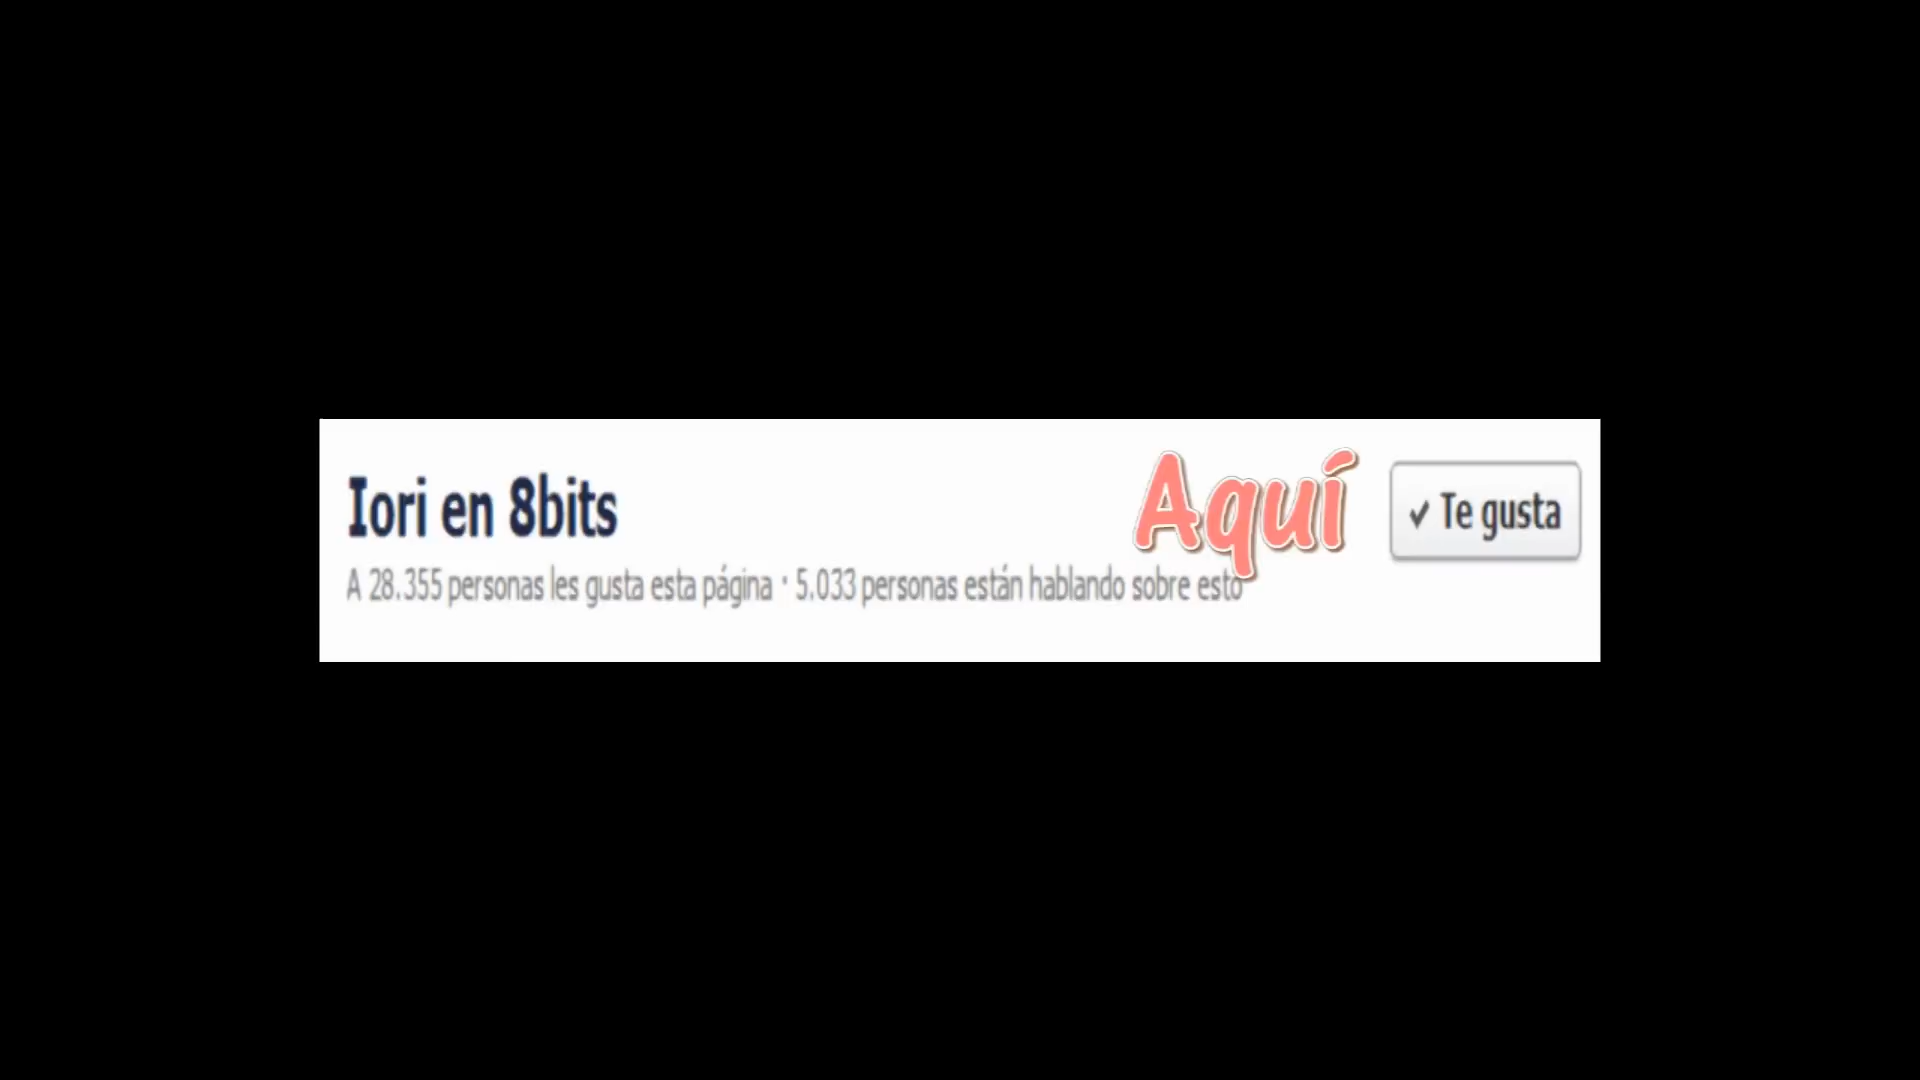 Iori en 8bits
Aquí
✓ Te gusta
A 28.355 personas les gusta esta página · 5.033 personas están hablando sobre esto